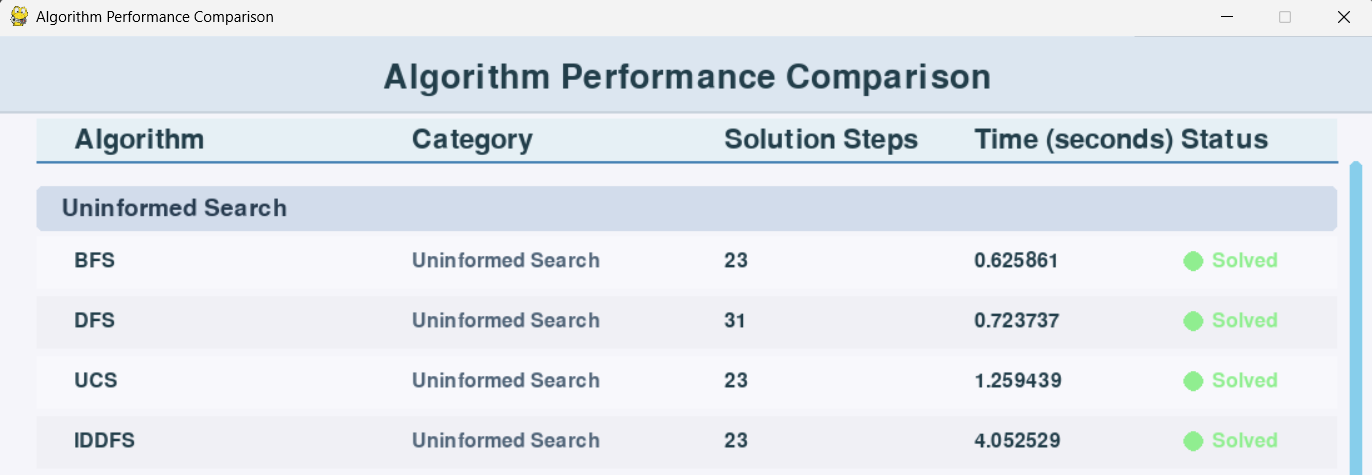 Algorithm Performance Comparison
Algorithm Performance Comparison
Algorithm Category Solution Steps Time (seconds) Status
Uninformed Search
BFS Uninformed Search 23 0.625861 Solved
DFS Uninformed Search 31 0.723737 Solved
UCS Uninformed Search 23 1.259439 Solved
IDDFS Uninformed Search 23 4.052529 Solved